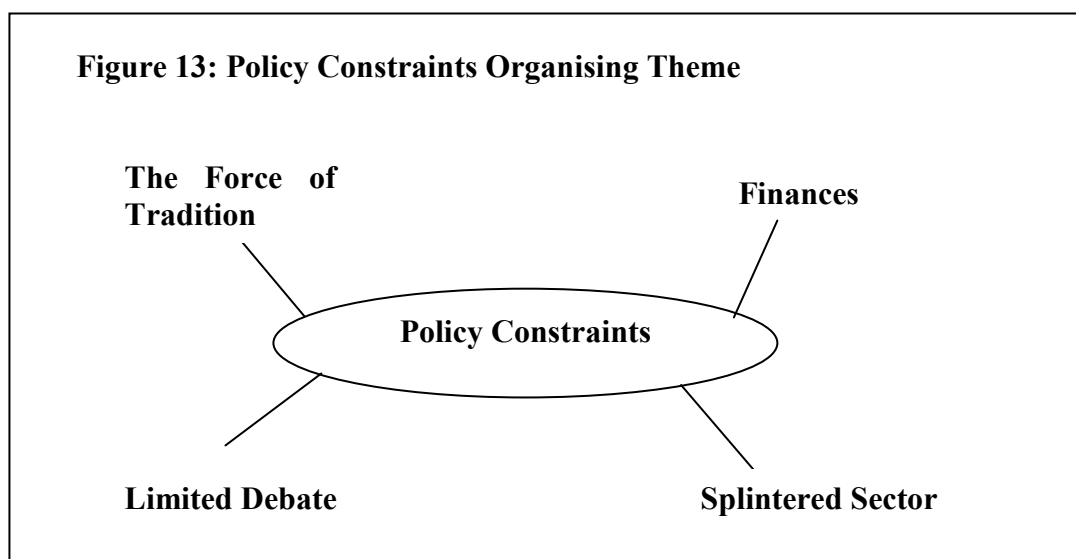 Figure 13: Policy Constraints Organising Theme
The Force of
Tradition
Finances
Policy Constraints
Limited Debate
Splintered Sector